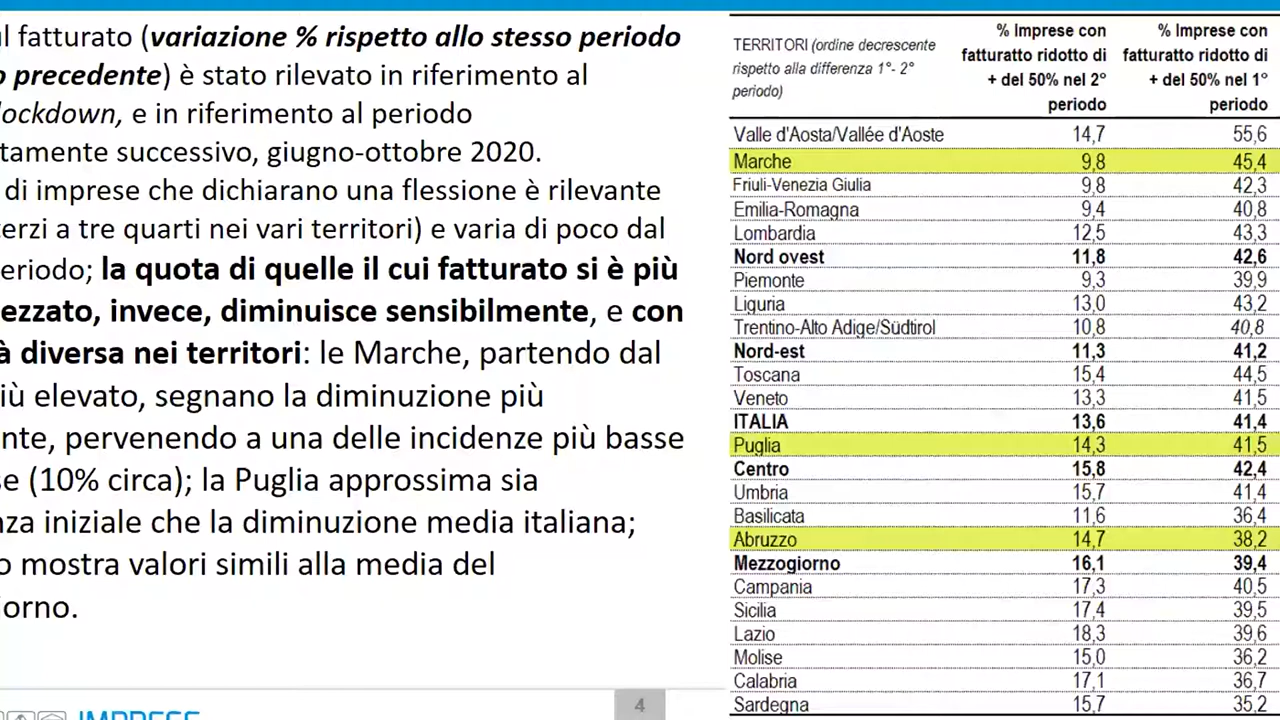 l fatturato (variazione % rispetto allo stesso periodo
o precedente) è stato rilevato in riferimento al
lockdown, e in riferimento al periodo
tamente successivo, giugno-ottobre 2020.
di imprese che dichiarano una flessione è rilevante
terzi a tre quarti nei vari territori) e varia di poco dal
eriodo; la quota di quelle il cui fatturato si è più
ezzato, invece, diminuisce sensibilmente, e con
à diversa nei territori: le Marche, partendo dal
iù elevato, segnano la diminuzione più
nte, pervenendo a una delle incidenze più basse
se (10% circa); la Puglia approssima sia
nza iniziale che la diminuzione media italiana;
o mostra valori simili alla media del
iorno.
4
IMPRESE
TERRITORI (ordine decrescente
rispetto alla differenza 1°- 2°
periodo)
% Imprese con
fatturatto ridotto di
+ del 50% nel 2°
periodo
% Imprese con
fatturatto ridotto di
+ del 50% nel 1°
periodo
Valle d'Aosta/Vallée d'Aoste 14,7 55,6
Marche 9,8 45,4
Friuli-Venezia Giulia 9,8 42,3
Emilia-Romagna 9,4 40,8
Lombardia 12,5 43,3
Nord ovest 11,8 42,6
Piemonte 9,3 39,9
Liguria 13,0 43,2
Trentino-Alto Adige/Südtirol 10,8 40,8
Nord-est 11,3 41,2
Toscana 15,4 44,5
Veneto 13,3 41,5
ITALIA 13,6 41,4
Puglia 14,3 41,5
Centro 15,8 42,4
Umbria 15,7 41,4
Basilicata 11,6 36,4
Abruzzo 14,7 38,2
Mezzogiorno 16,1 39,4
Campania 17,3 40,5
Sicilia 17,4 39,5
Lazio 18,3 39,6
Molise 15,0 36,2
Calabria 17,1 36,7
Sardegna 15,7 35,2